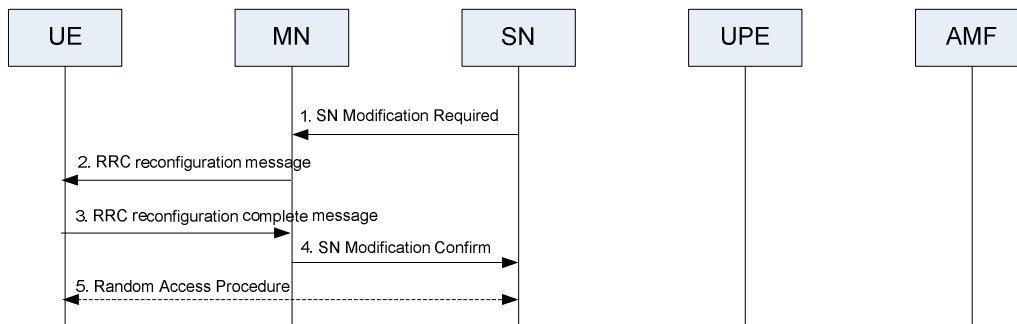 UE
MN
SN
UPE
AMF
1. SN Modification Required
2. RRC reconfiguration message
3. RRC reconfiguration complete message
4. SN Modification Confirm
5. Random Access Procedure